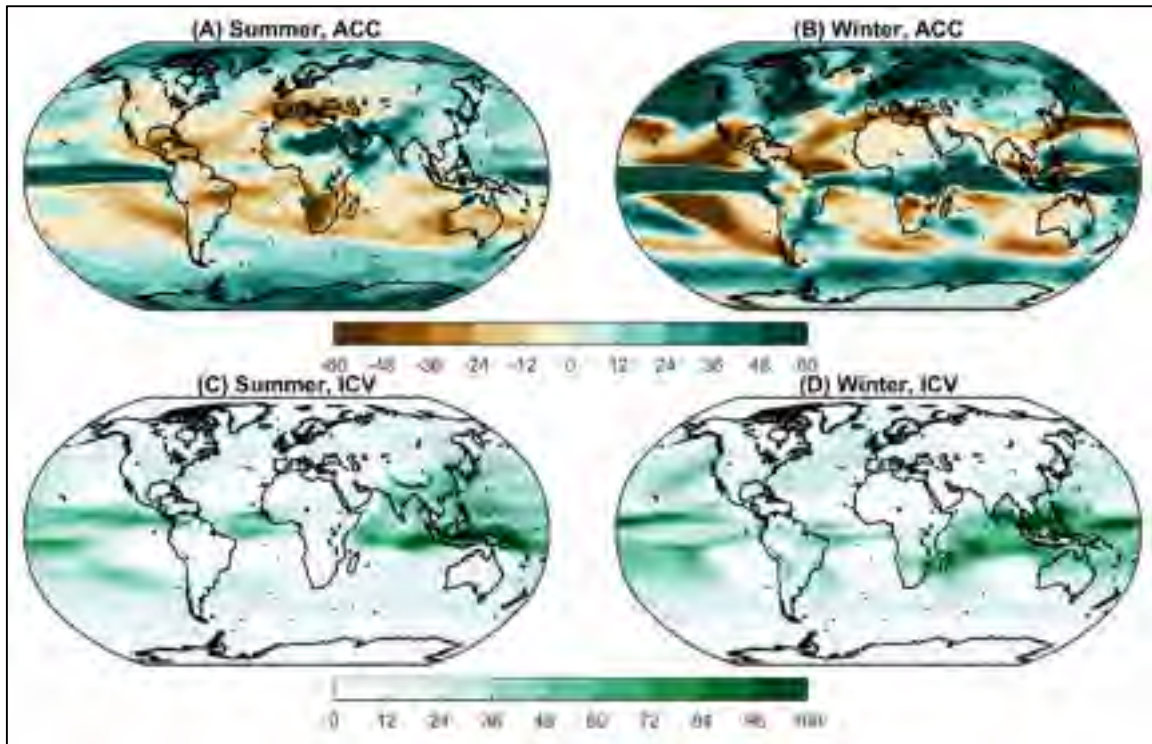 (A) Summer, ACC
(B) Winter, ACC
-60 -48 -36 -24 -12 0 12 24 36 48 60
(C) Summer, ICV
(D) Winter, ICV
0 12 24 36 48 60 72 84 96 100